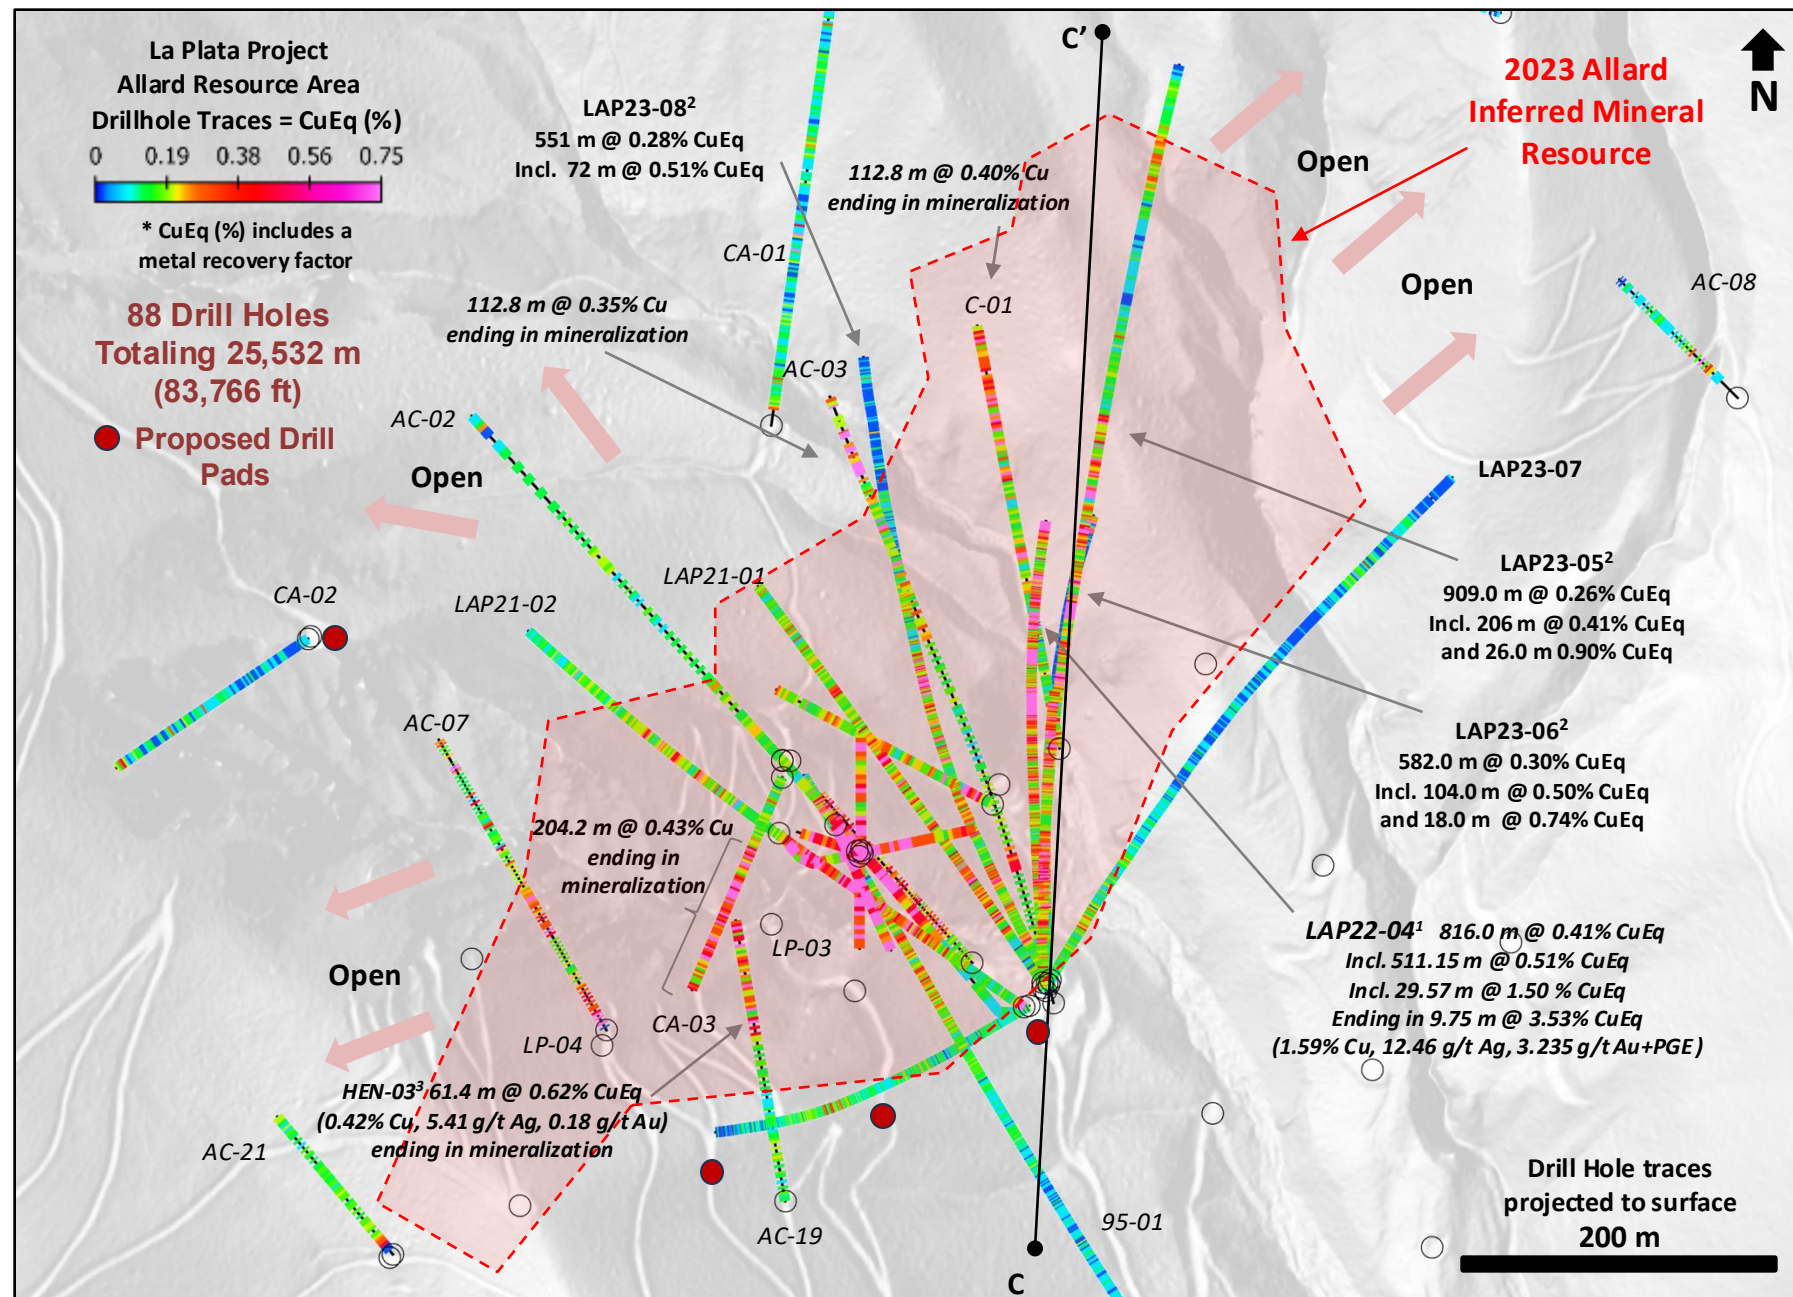 La Plata Project
Allard Resource Area
Drillhole Traces = CuEq (%)
0 0.19 0.38 0.56 0.75
* CuEq (%) includes a
metal recovery factor
88 Drill Holes
Totaling 25,532 m
(83,766 ft)
Proposed Drill
Pads
LAP23-08²
551 m @ 0.28% CuEq
Incl. 72 m @ 0.51% CuEq
C'
2023 Allard
Inferred Mineral
Resource
N
Open
Open
112.8 m @ 0.40% Cu
ending in mineralization
CA-01
C-01
AC-08
112.8 m @ 0.35% Cu
ending in mineralization
AC-03
AC-02
Open
LAP23-07
LAP21-01
CA-02
LAP21-02
LAP23-05²
909.0 m @ 0.26% CuEq
Incl. 206 m @ 0.41% CuEq
and 26.0 m 0.90% CuEq
AC-07
LAP23-06²
582.0 m @ 0.30% CuEq
Incl. 104.0 m @ 0.50% CuEq
and 18.0 m @ 0.74% CuEq
204.2 m @ 0.43% Cu
ending in
mineralization
LP-03
Open
CA-03
LP-04
LAP22-04¹ 816.0 m @ 0.41% CuEq
Incl. 511.15 m @ 0.51% CuEq
Incl. 29.57 m @ 1.50 % CuEq
Ending in 9.75 m @ 3.53% CuEq
(1.59% Cu, 12.46 g/t Ag, 3.235 g/t Au+PGE)
HEN-03³ 61.4 m @ 0.62% CuEq
(0.42% Cu, 5.41 g/t Ag, 0.18 g/t Au)
ending in mineralization
AC-21
AC-19
95-01
C
Drill Hole traces
projected to surface
200 m